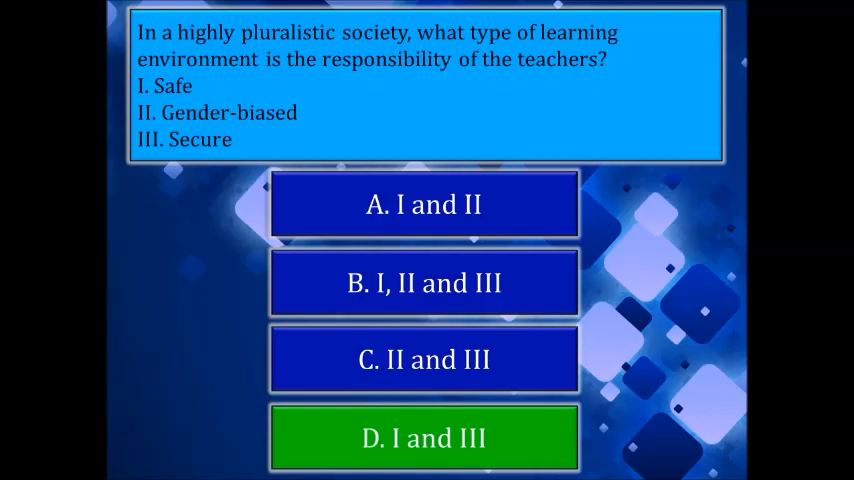 In a highly pluralistic society, what type of learning
environment is the responsibility of the teachers?
I. Safe
II. Gender-biased
III. Secure
A. I and II
B. I, II and III
C. II and III
D. I and III